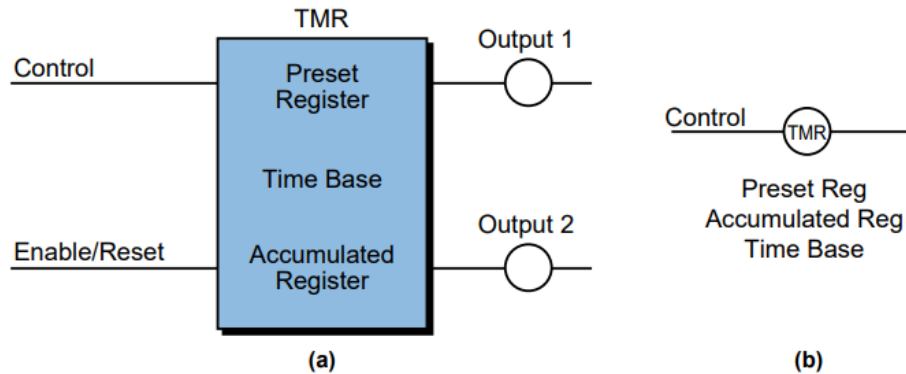 TMR
Control
Preset
Register
Output 1
Time Base
Enable/Reset
Accumulated
Register
Output 2
(a)
Control
TMR
Preset Reg
Accumulated Reg
Time Base
(b)